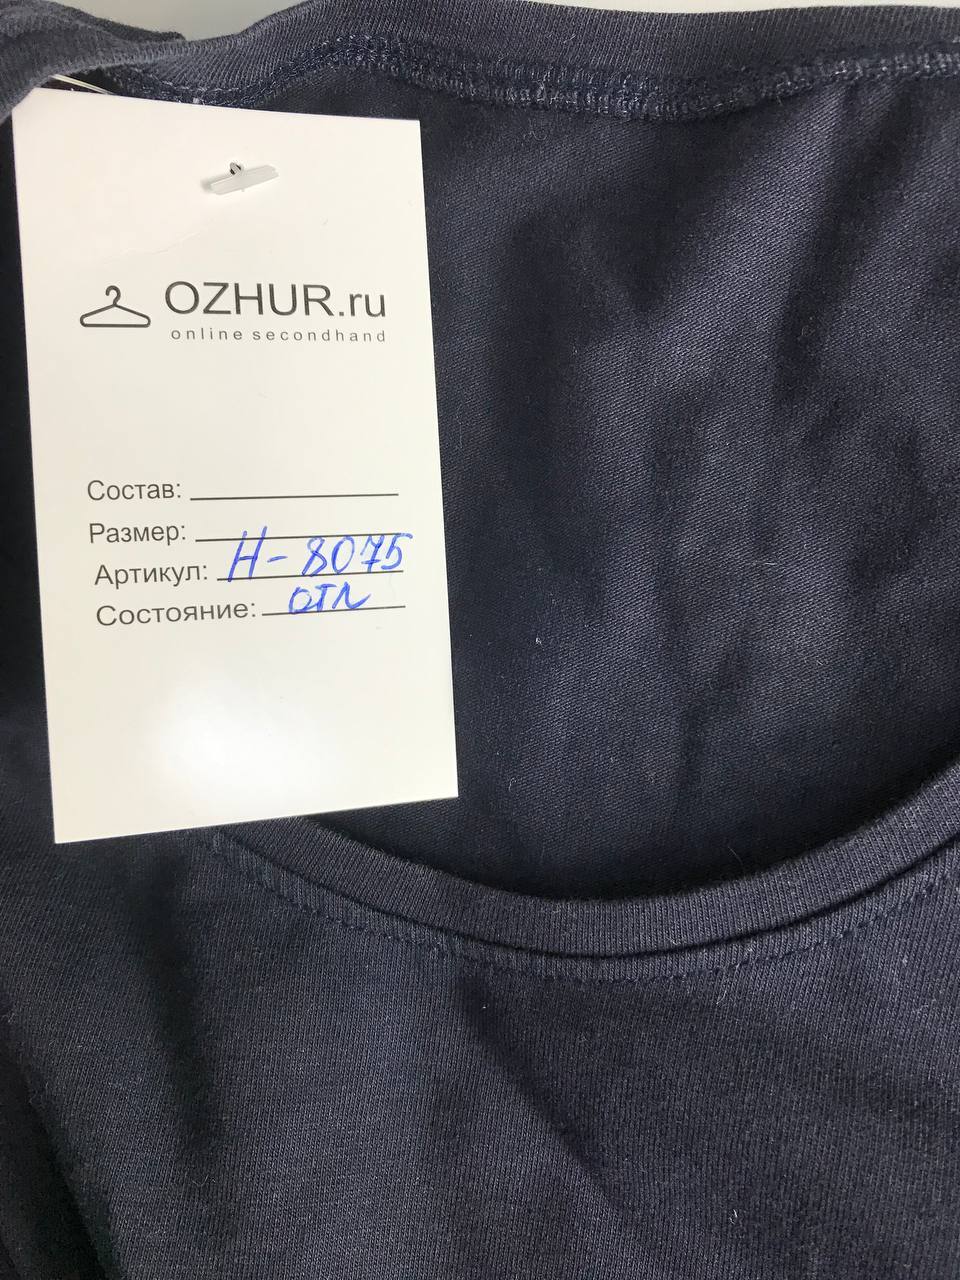 OZHUR.ru
online secondhand
Состав:
Размер:
Артикул: Н-8075
Состояние: отл